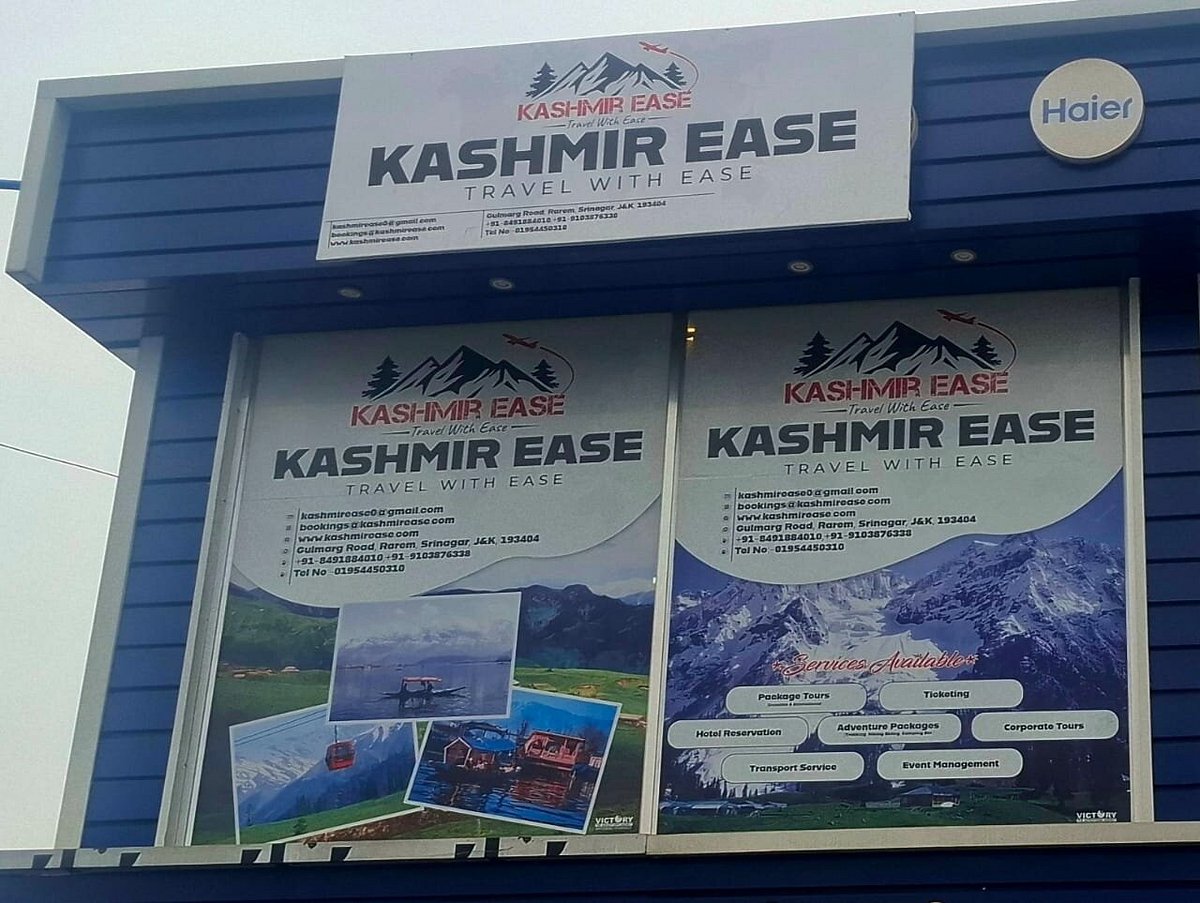 KASHMIR EASE
Travel With Ease
KASHMIR EASE
TRAVEL WITH EASE
kashmirease0@gmail.com
bookings@kashmirease.com
www.kashmirease.com
Gulmarg Road, Rarem, Srinagar, J&K, 193404
+91-8491884010 +91-9103876338
Tel No -01954450310
Haier
KASHMIR EASE
Travel With Ease
KASHMIR EASE
TRAVEL WITH EASE
kashmirease0@gmail.com
bookings@kashmirease.com
www.kashmirease.com
Gulmarg Road, Rarem, Srinagar, J&K, 193404
+91-8491884010 +91-9103876338
Tel No -01954450310
VICTORY
KASHMIR EASE
Travel With Ease
KASHMIR EASE
TRAVEL WITH EASE
kashmirease0@gmail.com
bookings@kashmirease.com
www.kashmirease.com
Gulmarg Road, Rarem, Srinagar, J&K, 193404
+91-8491884010 +91-9103876338
Tel No -01954450310
Services Available
Package Tours
Ticketing
Hotel Reservation
Adventure Packages
Corporate Tours
Transport Service
Event Management
VICTORY